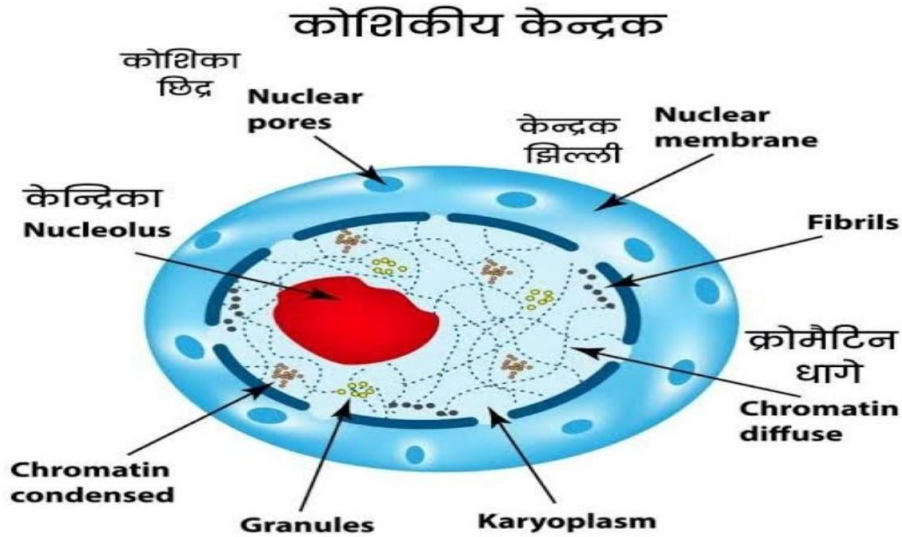 कोशिकीय केन्द्रक
कोशिका
छिद्र
Nuclear
pores
केन्द्रक
झिल्ली
Nuclear
membrane
केन्द्रिका
Nucleolus
Fibrils
क्रोमैटिन
धागे
Chromatin
diffuse
Chromatin
condensed
Granules
Karyoplasm